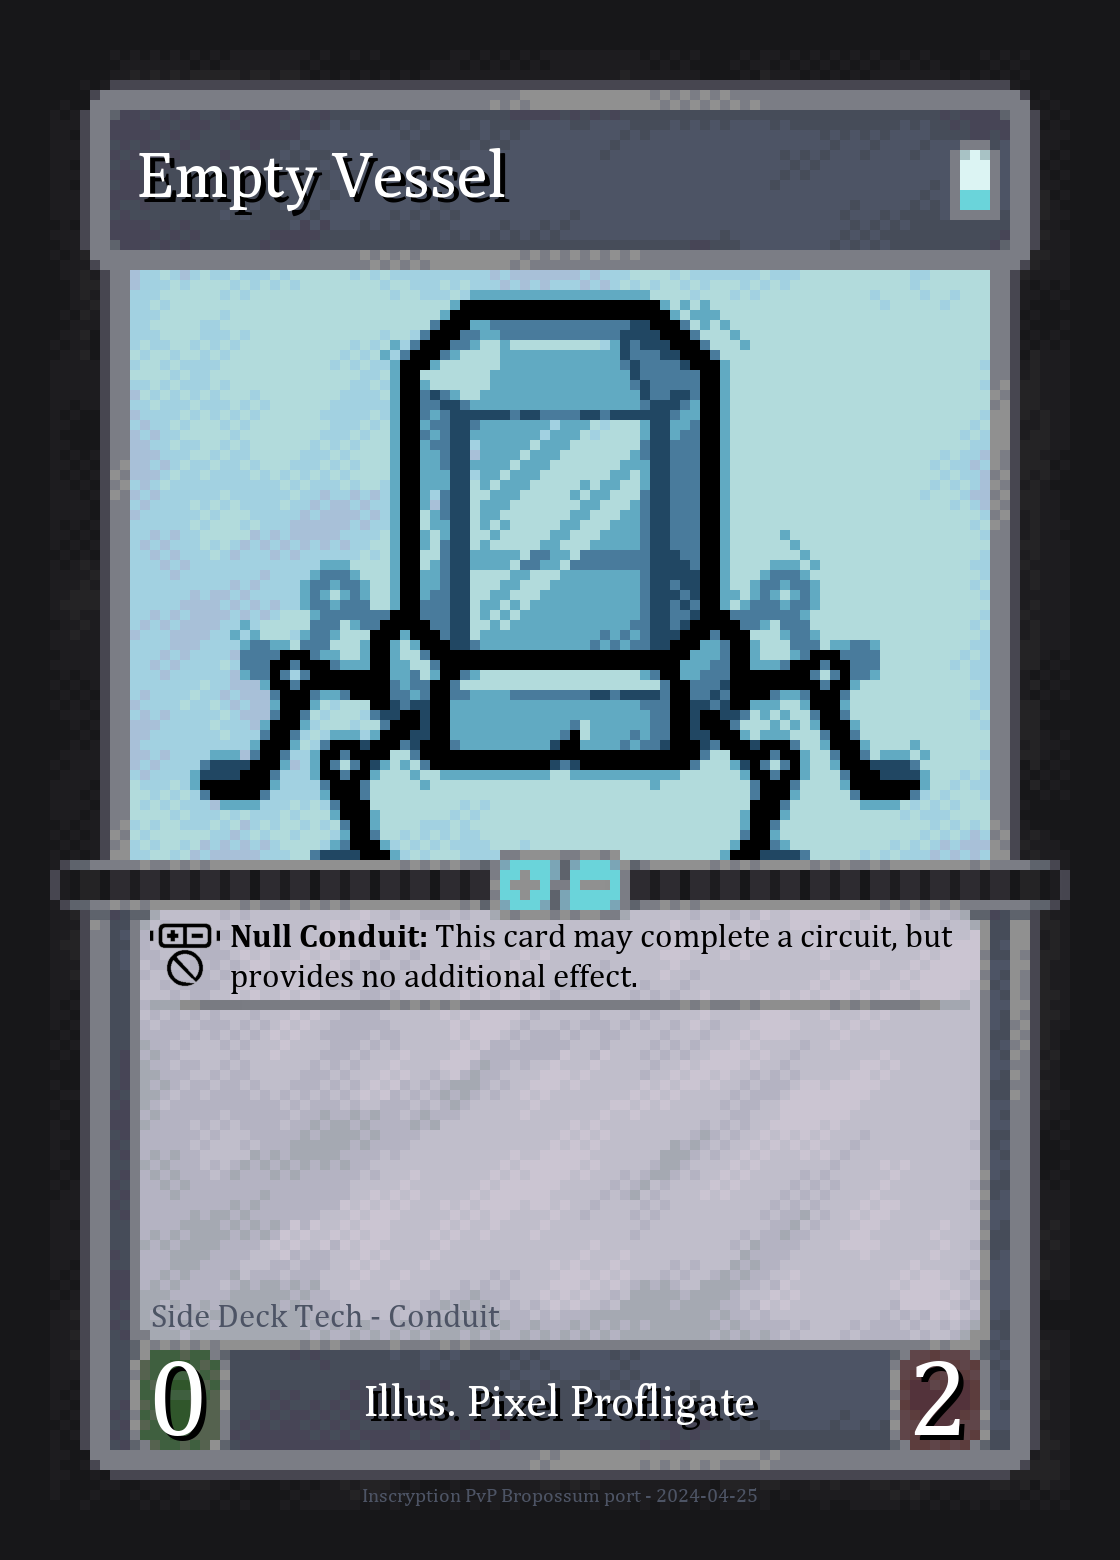 Empty Vessel
Null Conduit: This card may complete a circuit, but
provides no additional effect.
Side Deck Tech - Conduit
0
Illus. Pixel Profligate
2
Inscryption PvP Bropossum port - 2024-04-25